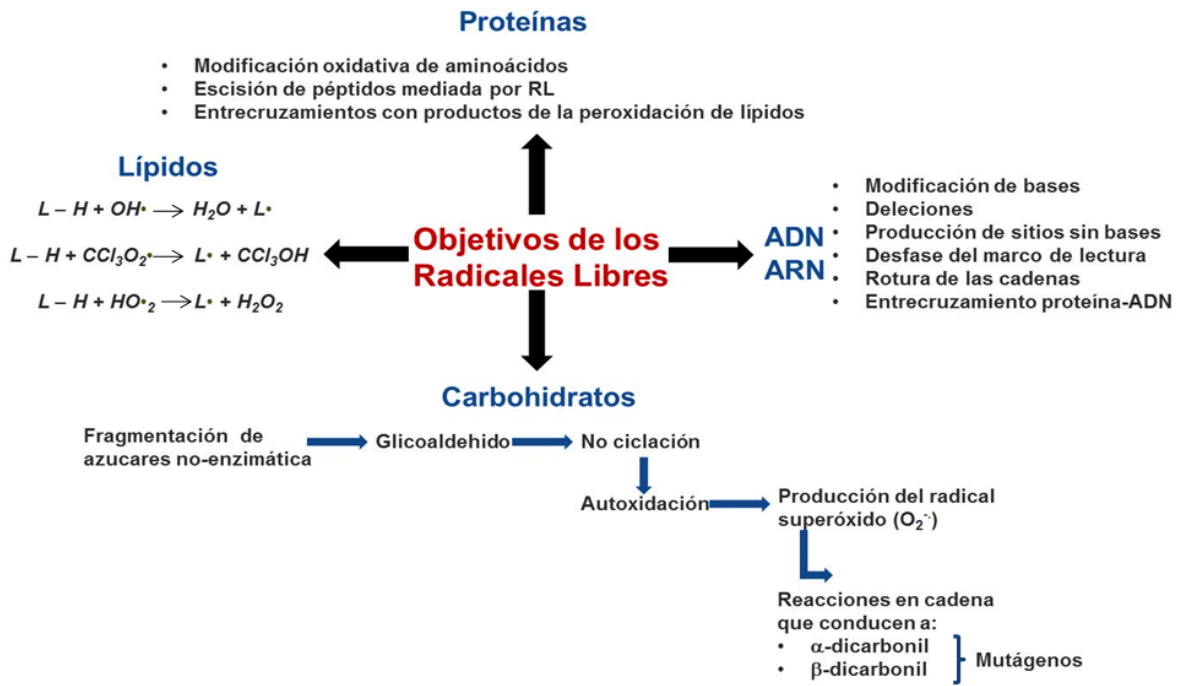 Proteínas
• Modificación oxidativa de aminoácidos
• Escisión de péptidos mediada por RL
• Entrecruzamientos con productos de la peroxidación de lípidos
Lípidos
L – H + OH• → H₂O + L•
L – H + CCl₃O₂• → L• + CCl₃OH
L – H + HO•₂ → L• + H₂O₂
Objetivos de los
Radicales Libres
ADN
ARN
• Modificación de bases
• Deleciones
• Producción de sitios sin bases
• Desfase del marco de lectura
• Rotura de las cadenas
• Entrecruzamiento proteína-ADN
Carbohidratos
Fragmentación de
azucares no-enzimática
Glicoaldehido
No ciclación
Autoxidación
Producción del radical
superóxido (O₂⁻·)
Reacciones en cadena
que conducen a:
• α-dicarbonil
• β-dicarbonil
Mutágenos